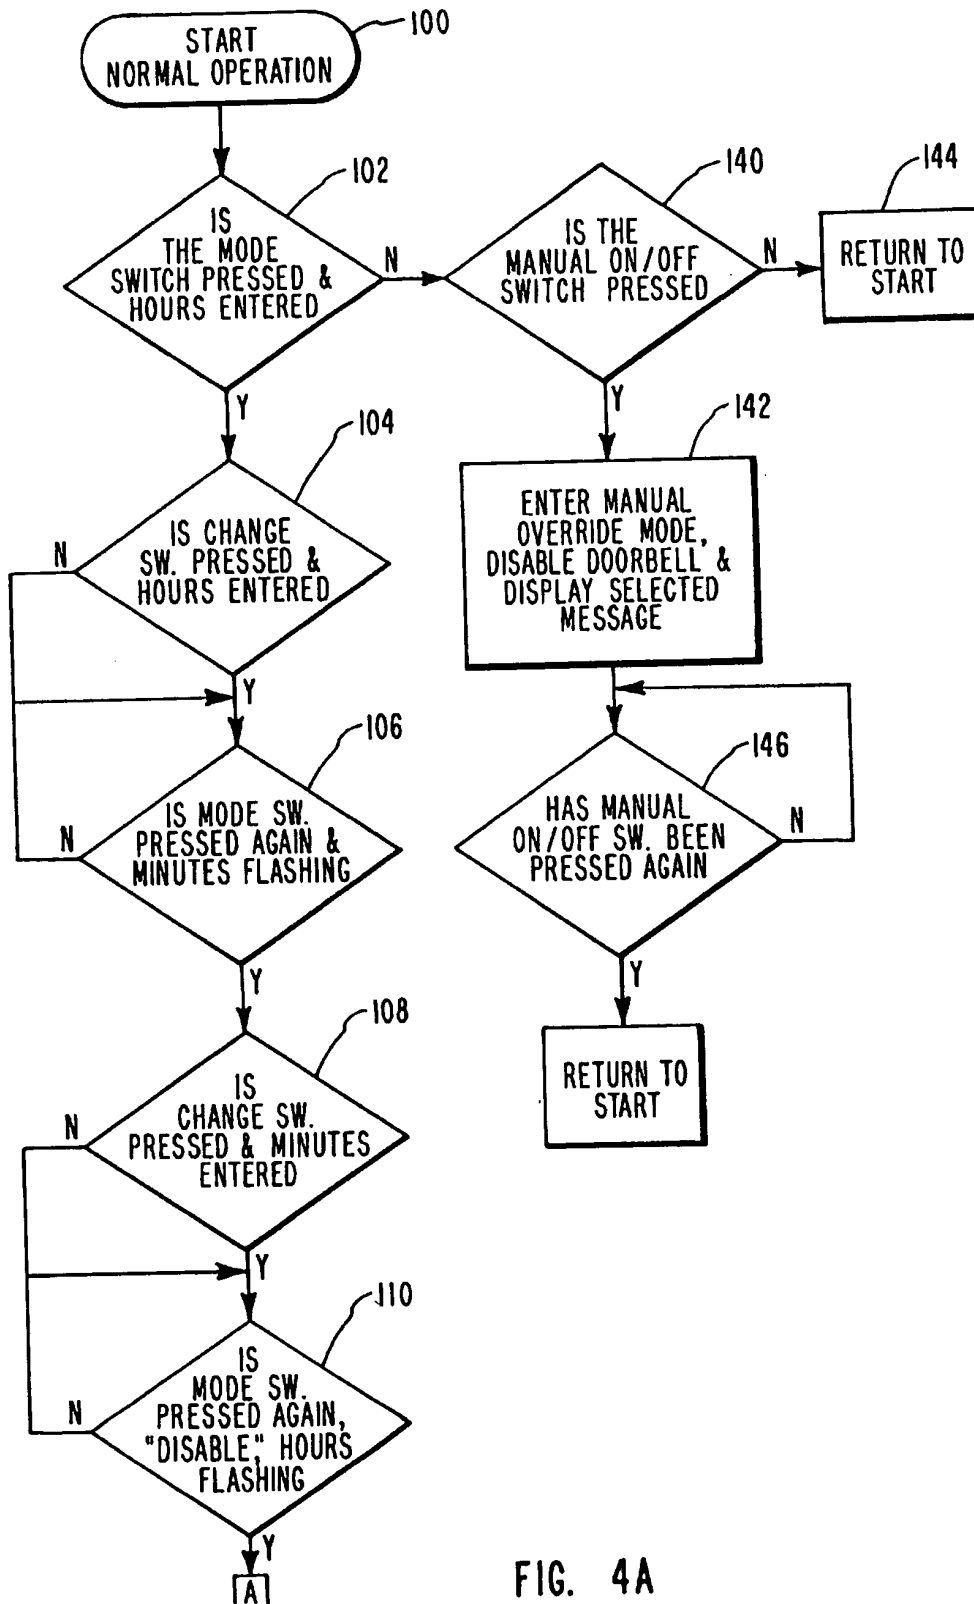 START
NORMAL OPERATION
100
IS
THE MODE
SWITCH PRESSED &
HOURS ENTERED
102
N
Y
IS THE
MANUAL ON/OFF
SWITCH PRESSED
140
N
Y
RETURN TO
START
144
IS CHANGE
SW. PRESSED &
HOURS ENTERED
104
N
Y
ENTER MANUAL
OVERRIDE MODE,
DISABLE DOORBELL &
DISPLAY SELECTED
MESSAGE
142
IS MODE SW.
PRESSED AGAIN &
MINUTES FLASHING
106
N
Y
HAS MANUAL
ON/OFF SW. BEEN
PRESSED AGAIN
146
N
Y
RETURN TO
START
IS
CHANGE SW.
PRESSED & MINUTES
ENTERED
108
N
Y
IS
MODE SW.
PRESSED AGAIN,
"DISABLE," HOURS
FLASHING
110
N
Y
A
FIG. 4A